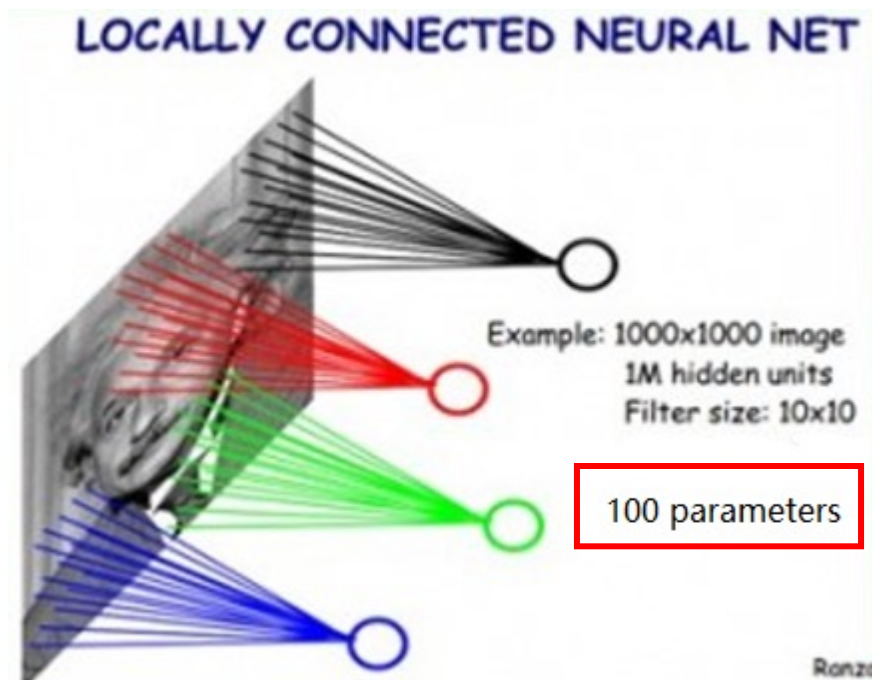 LOCALLY CONNECTED NEURAL NET
Example: 1000x1000 image
1M hidden units
Filter size: 10x10
100 parameters